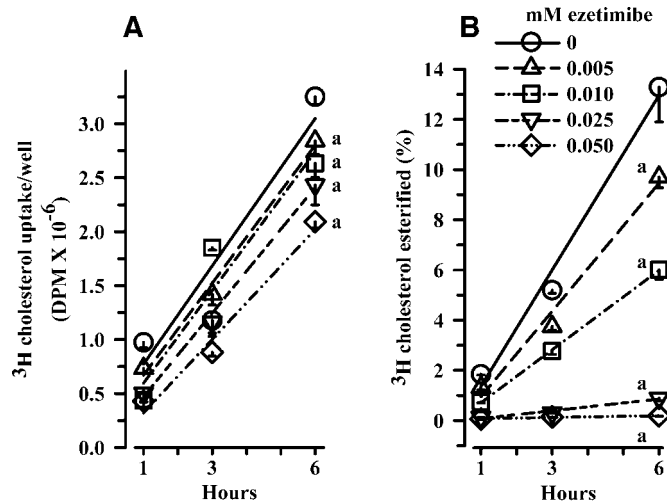 A
B
mM ezetimibe
0
0.005
0.010
0.025
0.050
³H cholesterol uptake/well
(DPM X 10⁻⁶)
3.0
2.5
2.0
1.5
1.0
0.5
0.0
a
a
a
a
1 3 6
Hours
³H cholesterol esterified (%)
14
12
10
8
6
4
2
0
a
a
a
a
1 3 6
Hours